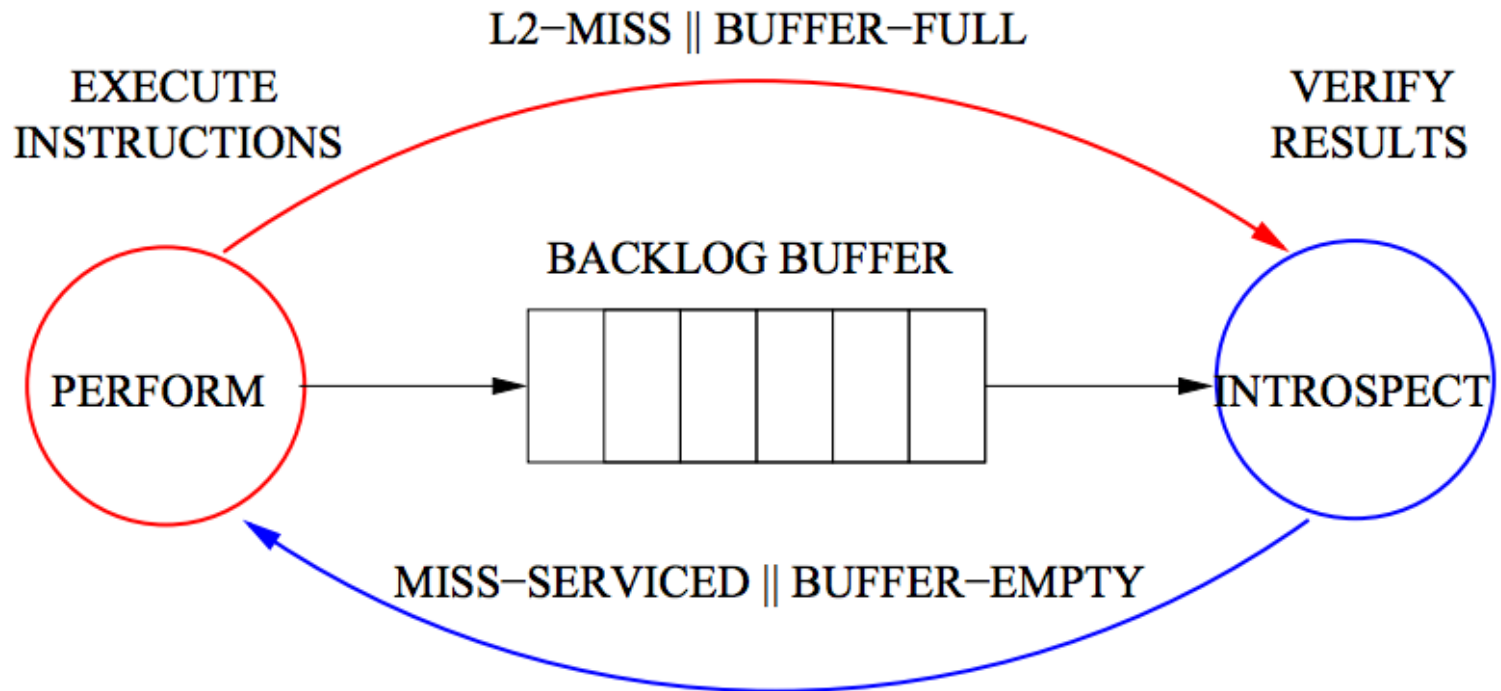 L2−MISS || BUFFER−FULL
EXECUTE
INSTRUCTIONS
VERIFY
RESULTS
BACKLOG BUFFER
PERFORM
INTROSPECT
MISS−SERVICED || BUFFER−EMPTY